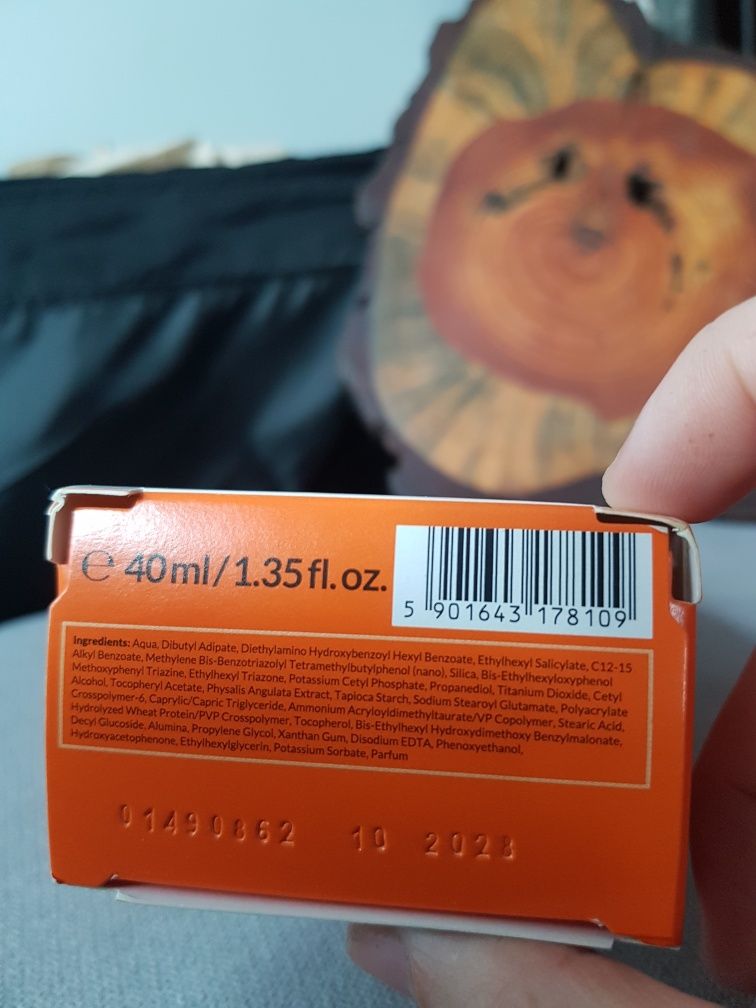 ℮ 40ml/1.35fl.oz.
5 901643 178109
Ingredients: Aqua, Dibutyl Adipate, Diethylamino Hydroxybenzoyl Hexyl Benzoate, Ethylhexyl Salicylate, C12-15
Alkyl Benzoate, Methylene Bis-Benzotriazolyl Tetramethylbutylphenol (nano), Silica, Bis-Ethylhexyloxyphenol
Methoxyphenyl Triazine, Ethylhexyl Triazone, Potassium Cetyl Phosphate, Propanediol, Titanium Dioxide, Cetyl
Alcohol, Tocopheryl Acetate, Physalis Angulata Extract, Tapioca Starch, Sodium Stearoyl Glutamate, Polyacrylate
Crosspolymer-6, Caprylic/Capric Triglyceride, Ammonium Acryloyldimethyltaurate/VP Copolymer, Stearic Acid,
Hydrolyzed Wheat Protein/PVP Crosspolymer, Tocopherol, Bis-Ethylhexyl Hydroxydimethoxy Benzylmalonate,
Decyl Glucoside, Alumina, Propylene Glycol, Xanthan Gum, Disodium EDTA, Phenoxyethanol,
Hydroxyacetophenone, Ethylhexylglycerin, Potassium Sorbate, Parfum
01490862 10 2028